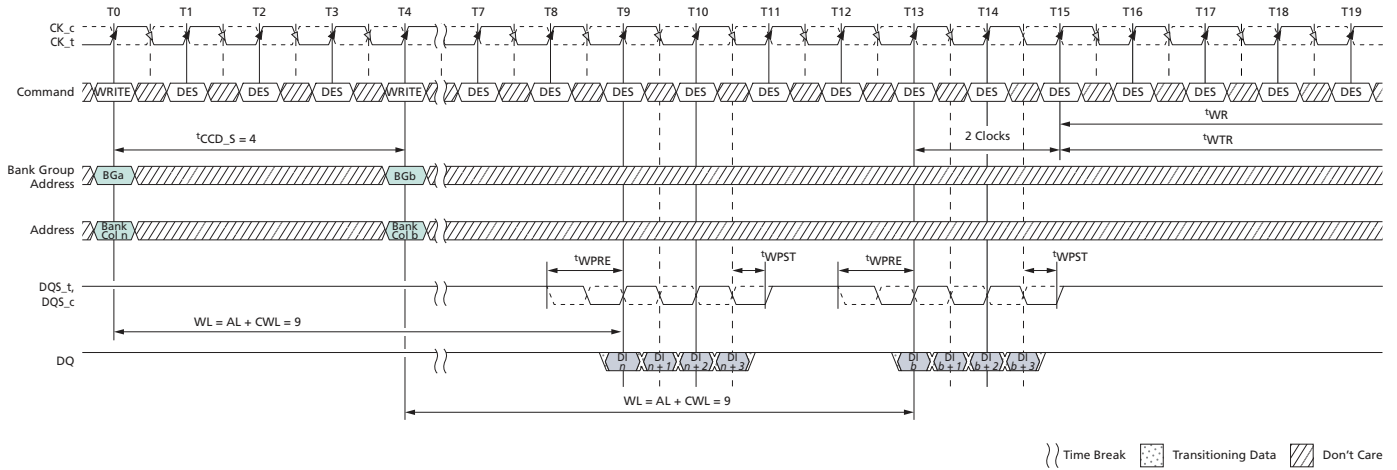 T0 T1 T2 T3 T4 T7 T8 T9 T10 T11 T12 T13 T14 T15 T16 T17 T18 T19
CK_c
CK_t
Command WRITE DES DES DES WRITE DES DES DES DES DES DES DES DES DES DES DES DES DES
tWR
tCCD_S = 4 2 Clocks tWTR
Bank Group
Address BGa BGb
Address Bank
Col n Bank
Col b
tWPRE tWPST tWPRE tWPST
DQS_t,
DQS_c
WL = AL + CWL = 9
DQ DI
n DI
n + 1 DI
n + 2 DI
n + 3 DI
b DI
b + 1 DI
b + 2 DI
b + 3
WL = AL + CWL = 9
Time Break Transitioning Data Don't Care